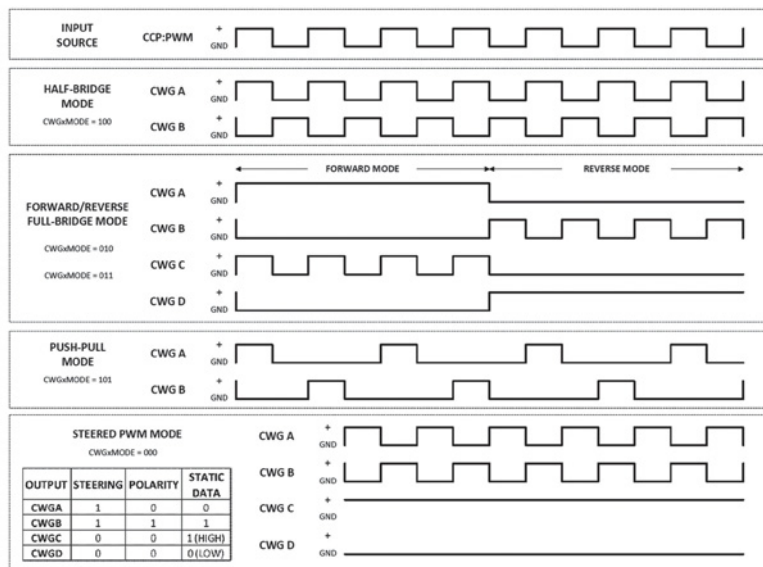 INPUT
SOURCE
CCP:PWM
+
GND
HALF-BRIDGE
MODE
CWGxMODE = 100
CWG A
+
GND
CWG B
+
GND
FORWARD MODE
REVERSE MODE
FORWARD/REVERSE
FULL-BRIDGE MODE
CWGxMODE = 010
CWGxMODE = 011
CWG A
+
GND
CWG B
+
GND
CWG C
+
GND
CWG D
+
GND
PUSH-PULL
MODE
CWGxMODE = 101
CWG A
+
GND
CWG B
+
GND
STEERED PWM MODE
CWGxMODE = 000
OUTPUT STEERING POLARITY STATIC DATA
CWGA 1 0 0
CWGB 1 1 1
CWGC 0 0 1 (HIGH)
CWGD 0 0 0 (LOW)
CWG A
+
GND
CWG B
+
GND
CWG C
+
GND
CWG D
+
GND